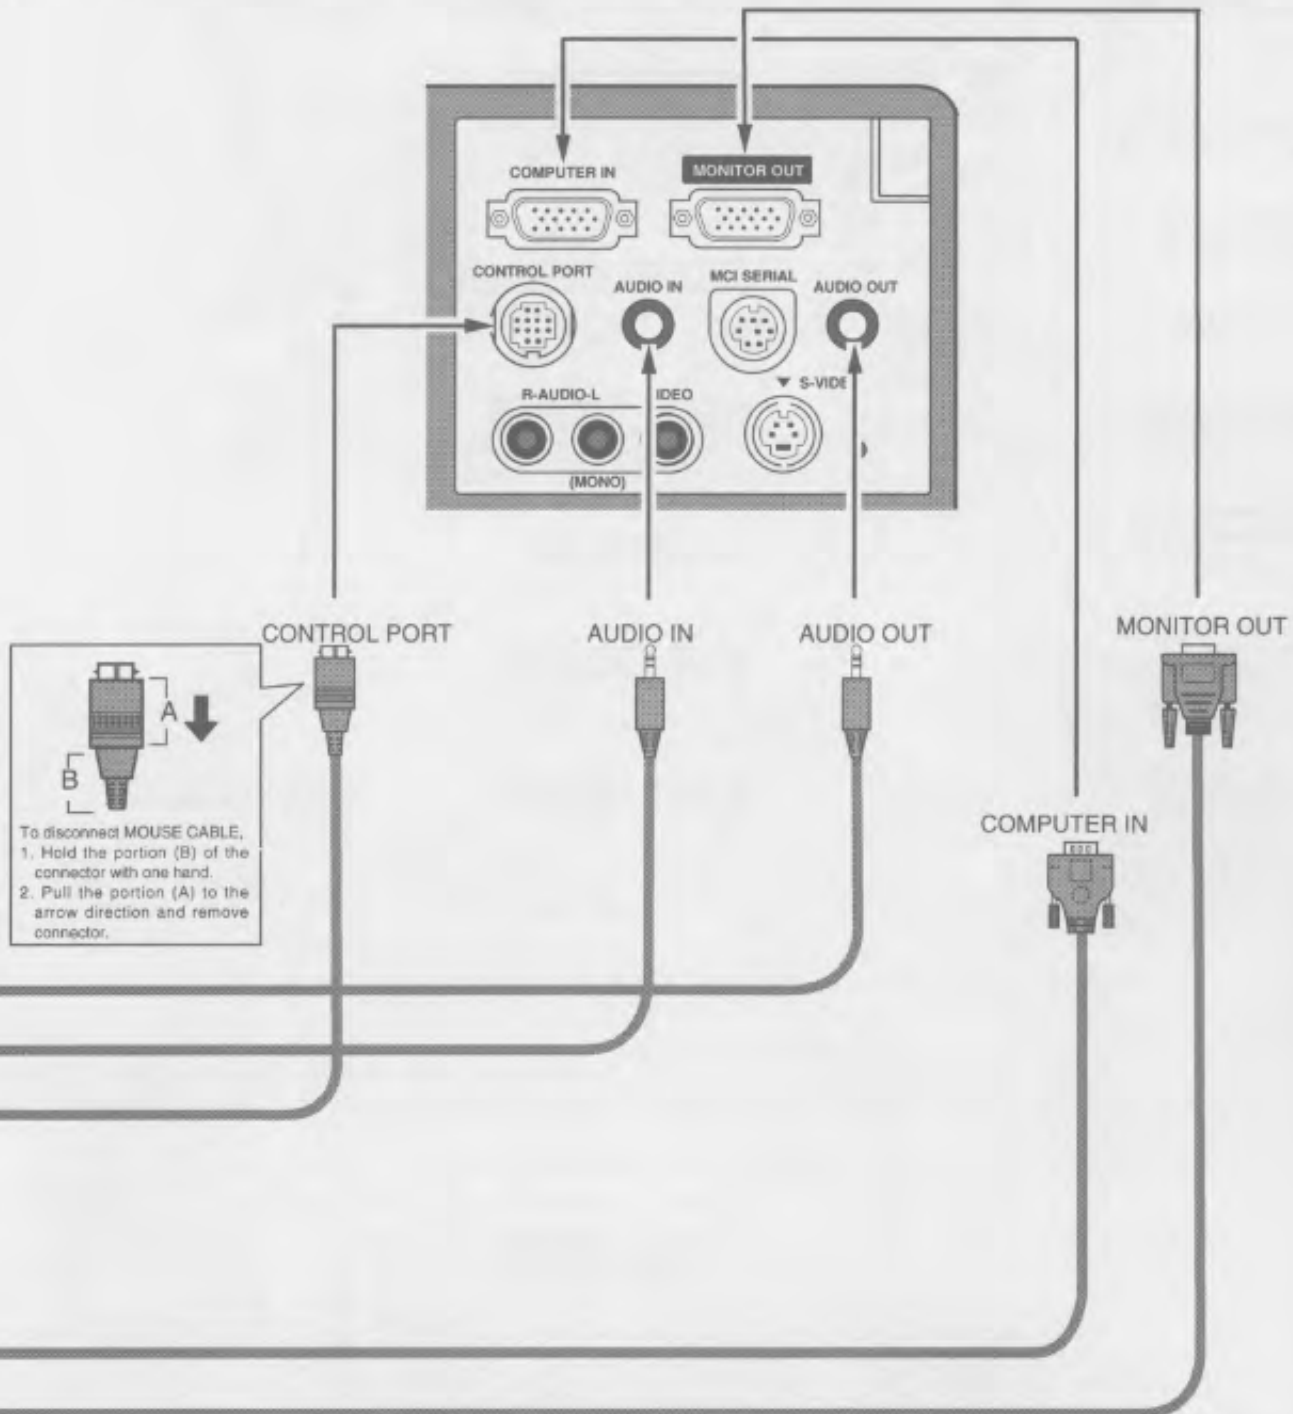 COMPUTER IN
MONITOR OUT
CONTROL PORT
AUDIO IN
MCI SERIAL
AUDIO OUT
R-AUDIO-L
IDEO
S-VIDE
(MONO)
CONTROL PORT
AUDIO IN
AUDIO OUT
MONITOR OUT
A
B
To disconnect MOUSE CABLE,
1. Hold the portion (B) of the
connector with one hand.
2. Pull the portion (A) to the
arrow direction and remove
connector.
COMPUTER IN